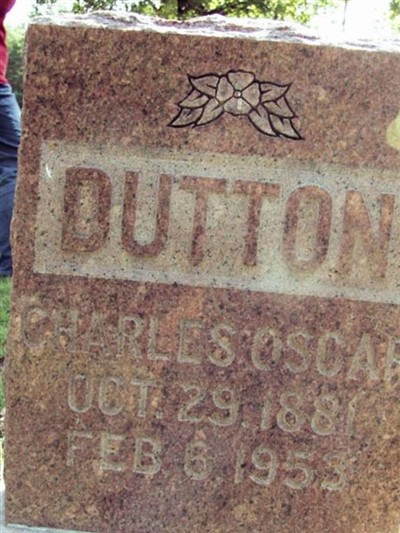 DUTTON
CHARLES OSCAR
OCT. 29.1881
FEB 6.1953